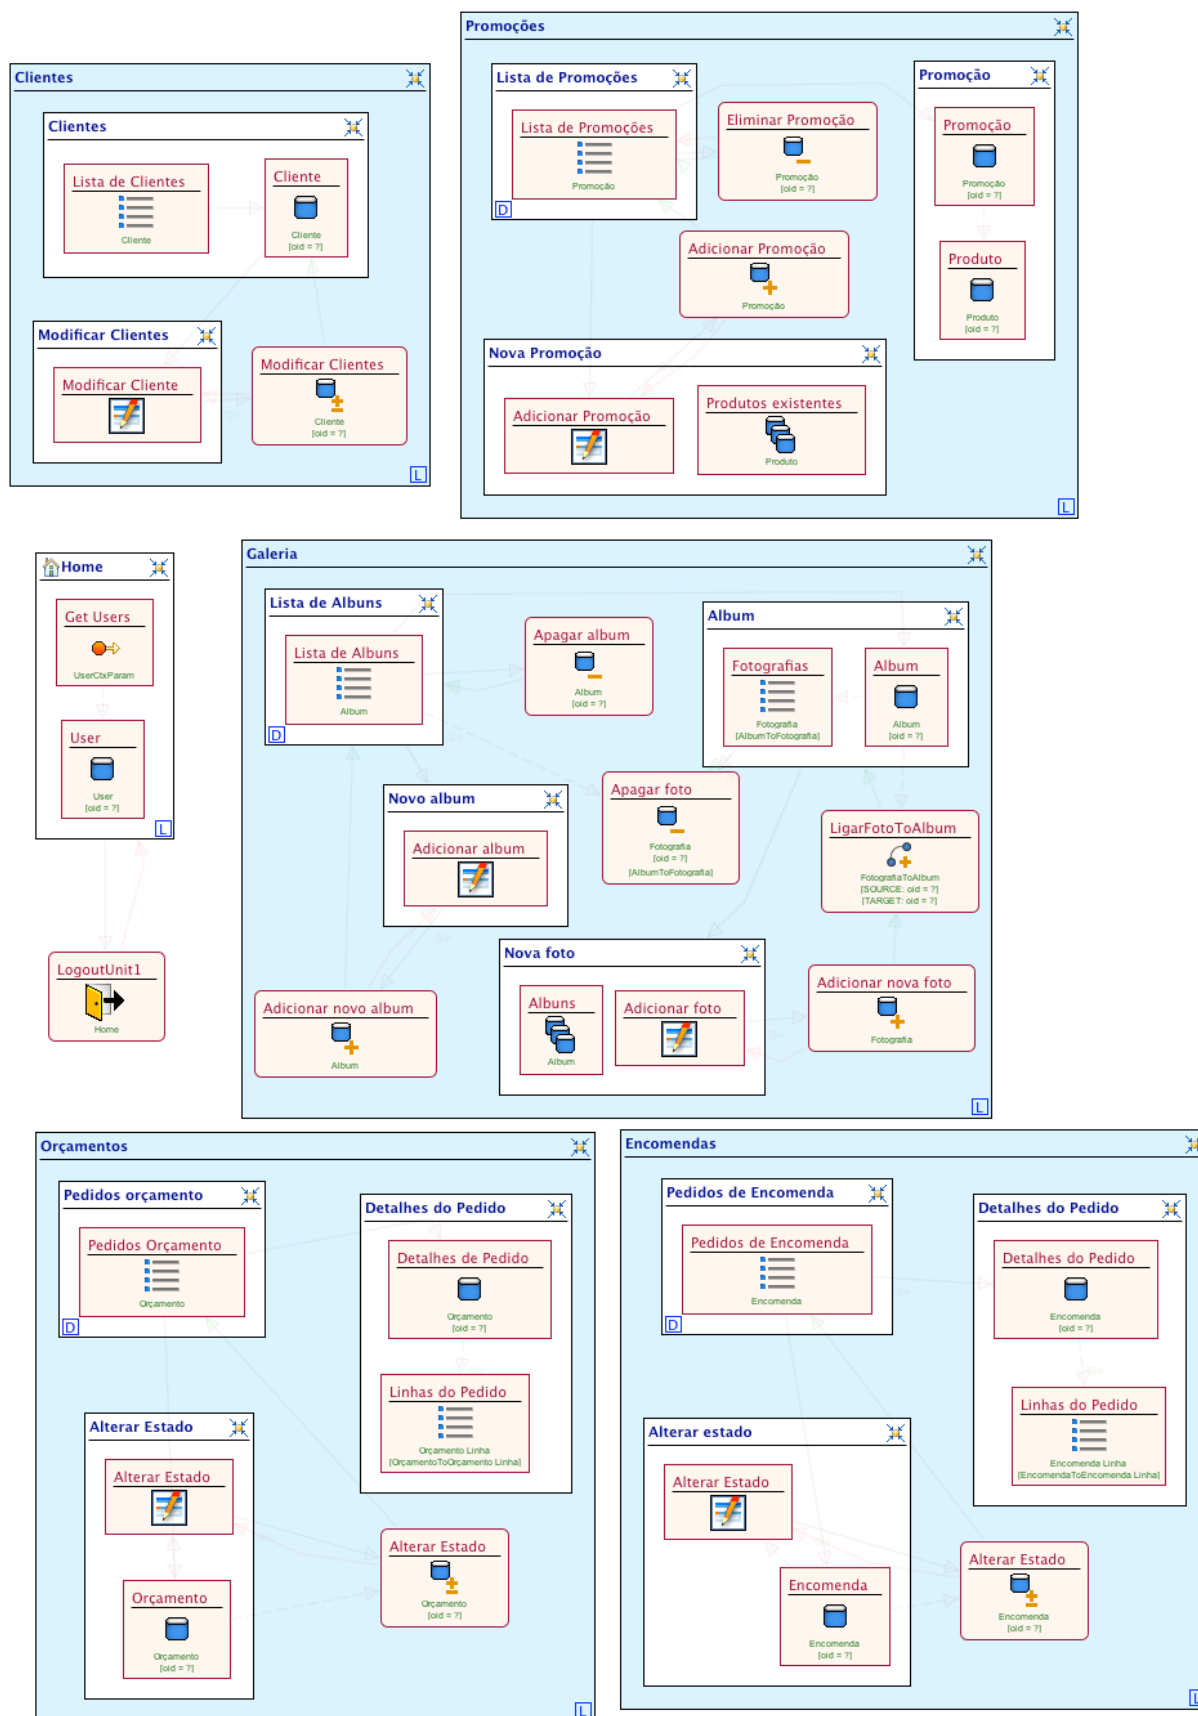 Promoções
Lista de Promoções
Lista de Promoções
Promoção
D
Eliminar Promoção
Promoção
[oid = ?]
Adicionar Promoção
Promoção
Promoção
Promoção
Promoção
[oid = ?]
Produto
Produto
[oid = ?]
Nova Promoção
Adicionar Promoção
Produtos existentes
Produto
L
Clientes
Clientes
Lista de Clientes
Cliente
Cliente
Cliente
[oid = ?]
Modificar Clientes
Modificar Cliente
Modificar Clientes
Cliente
[oid = ?]
L
Home
Get Users
UserCtxParam
User
User
[oid = ?]
L
LogoutUnit1
Home
Galeria
Lista de Albuns
Lista de Albuns
Album
D
Apagar album
Album
[oid = ?]
Album
Fotografias
Fotografia
[AlbumToFotografia]
Album
Album
[oid = ?]
Novo album
Adicionar album
Apagar foto
Fotografia
[oid = ?]
[AlbumToFotografia]
LigarFotoToAlbum
FotografiaToAlbum
[SOURCE: oid = ?]
[TARGET: oid = ?]
Nova foto
Albuns
Album
Adicionar foto
Adicionar novo album
Album
Adicionar nova foto
Fotografia
L
Orçamentos
Pedidos orçamento
Pedidos Orçamento
Orçamento
D
Detalhes do Pedido
Detalhes de Pedido
Orçamento
[oid = ?]
Linhas do Pedido
Orçamento Linha
[OrçamentoToOrçamento Linha]
Alterar Estado
Alterar Estado
Orçamento
Orçamento
[oid = ?]
Alterar Estado
Orçamento
[oid = ?]
L
Encomendas
Pedidos de Encomenda
Pedidos de Encomenda
Encomenda
D
Detalhes do Pedido
Detalhes do Pedido
Encomenda
[oid = ?]
Linhas do Pedido
Encomenda Linha
[EncomendaToEncomenda Linha]
Alterar estado
Alterar Estado
Encomenda
Encomenda
[oid = ?]
Alterar Estado
Encomenda
[oid = ?]
L